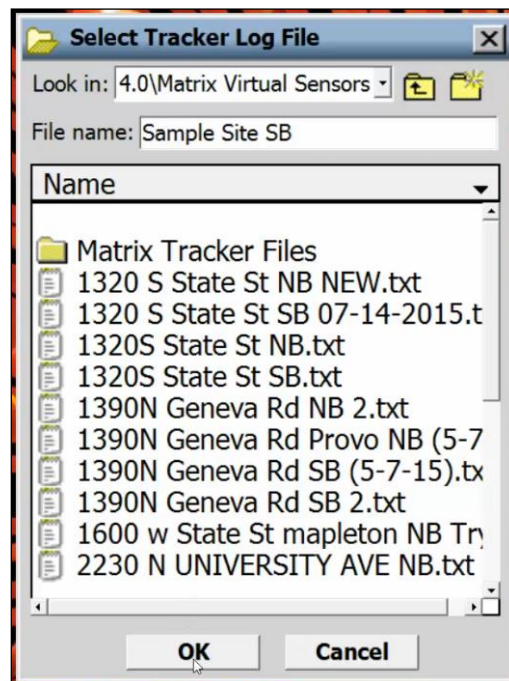 Select Tracker Log File
Look in: 4.0\Matrix Virtual Sensors
File name: Sample Site SB
Name
Matrix Tracker Files
1320 S State St NB NEW.txt
1320 S State St SB 07-14-2015.t
1320S State St NB.txt
1320S State St SB.txt
1390N Geneva Rd NB 2.txt
1390N Geneva Rd Provo NB (5-7
1390N Geneva Rd SB (5-7-15).tx
1390N Geneva Rd SB 2.txt
1600 w State St mapleton NB Try
2230 N UNIVERSITY AVE NB.txt
OK Cancel